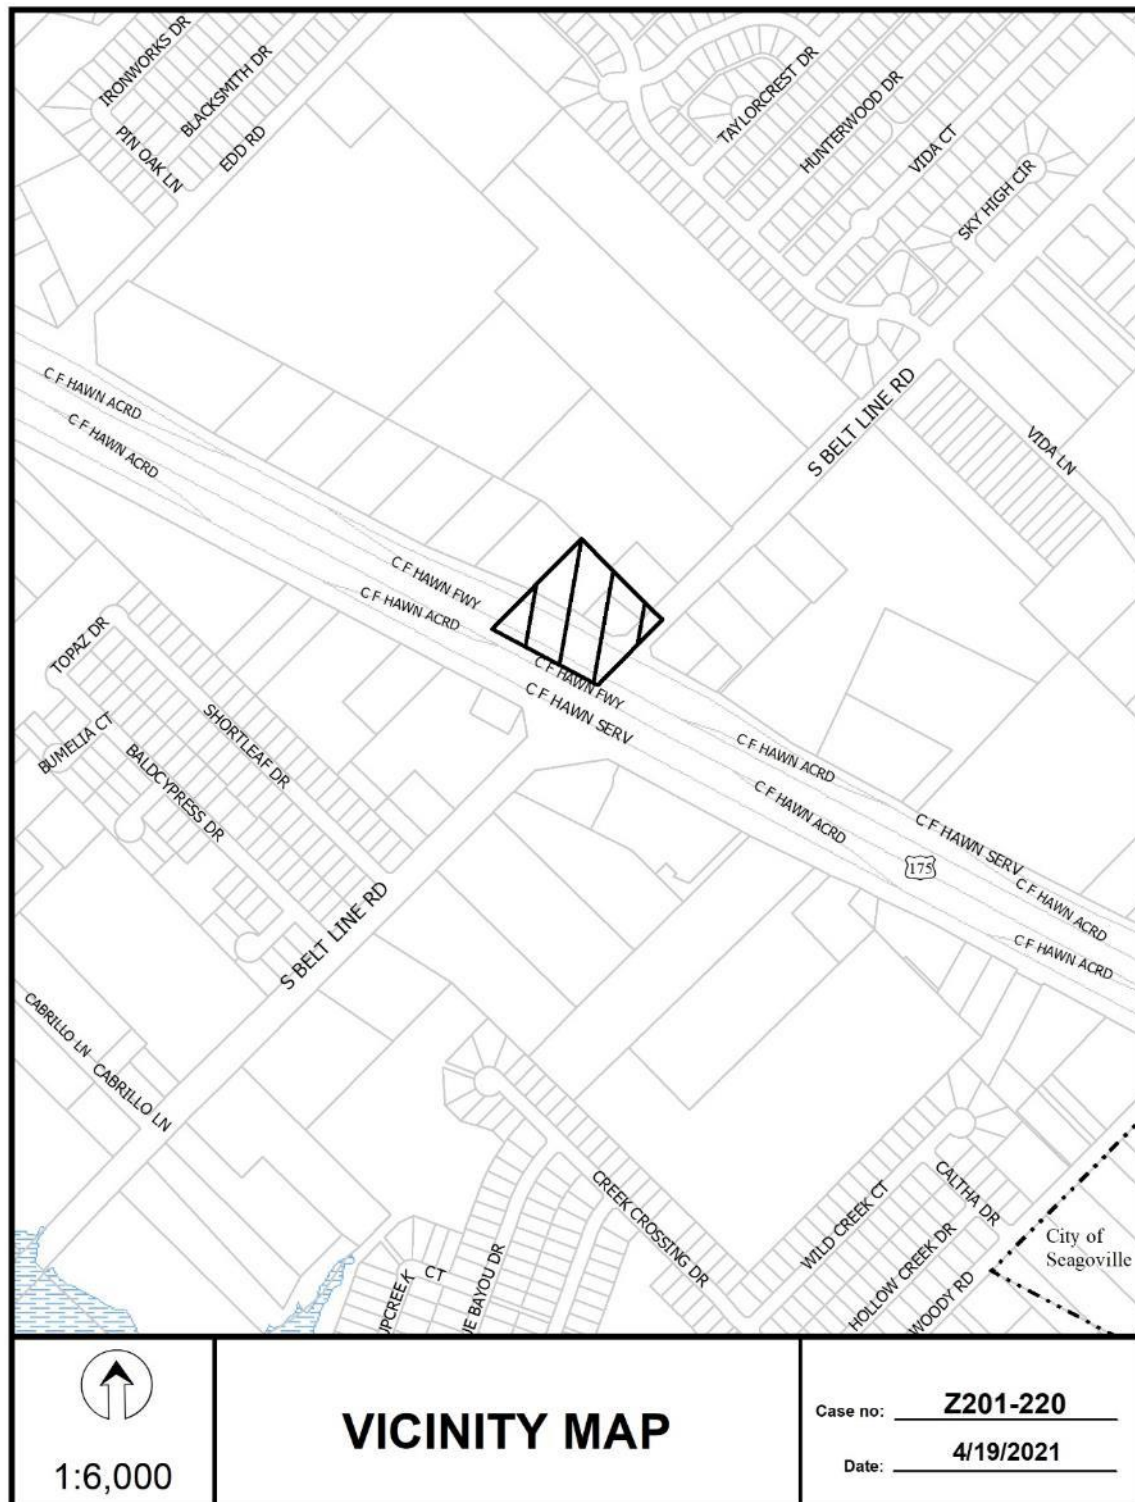 IRONWORKS DR
BLACKSMITH DR
PIN OAK LN
EDD RD
TAYLORCREST DR
HUNTERWOOD DR
VIDA CT
SKY HIGH CIR
S BELT LINE RD
VIDA LN
C F HAWN ACRD
C F HAWN ACRD
C F HAWN FWY
C F HAWN ACRD
C F HAWN FWY
C F HAWN SERV
TOPAZ DR
BUMELIA CT
SHORTLEAF DR
BALDCYPRESS DR
C F HAWN ACRD
C F HAWN ACRD
C F HAWN SERV
175
C F HAWN ACRD
C F HAWN ACRD
S BELT LINE RD
CABRILLO LN
CABRILLO LN
CREEK CROSSING DR
WILD CREEK CT
CALTHA DR
HOLLOW CREEK DR
WOODY RD
City of
Seagoville
UPCREEK CT
UE BAYOU DR
1:6,000
VICINITY MAP
Case no: Z201-220
Date: 4/19/2021